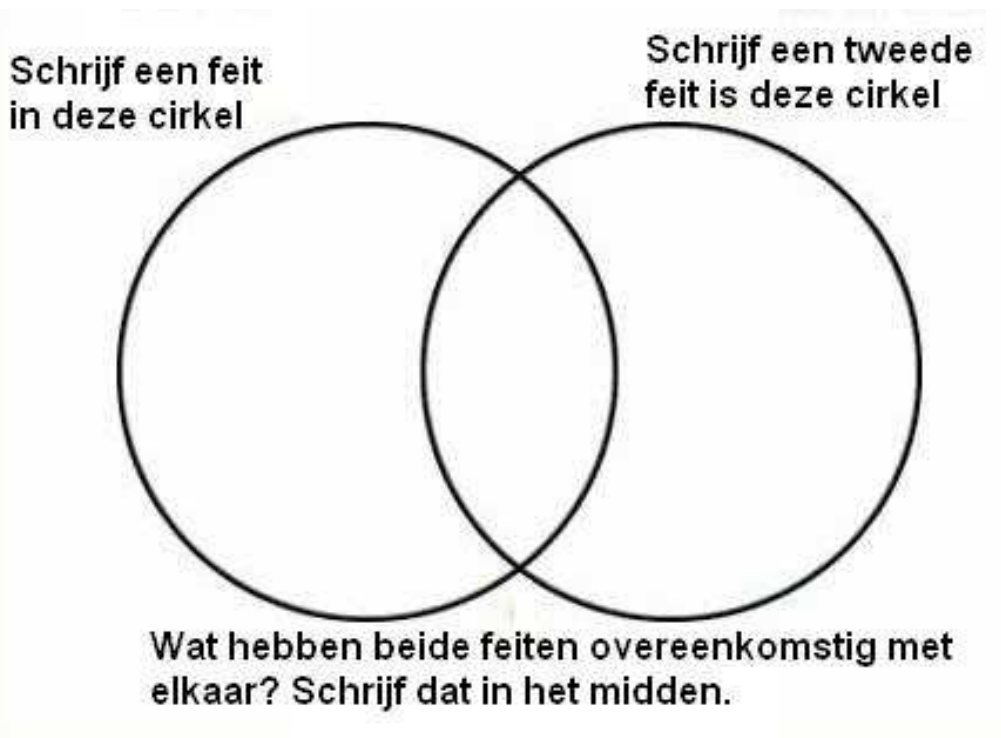 Schrijf een feit
in deze cirkel
Schrijf een tweede
feit is deze cirkel
Wat hebben beide feiten overeenkomstig met
elkaar? Schrijf dat in het midden.